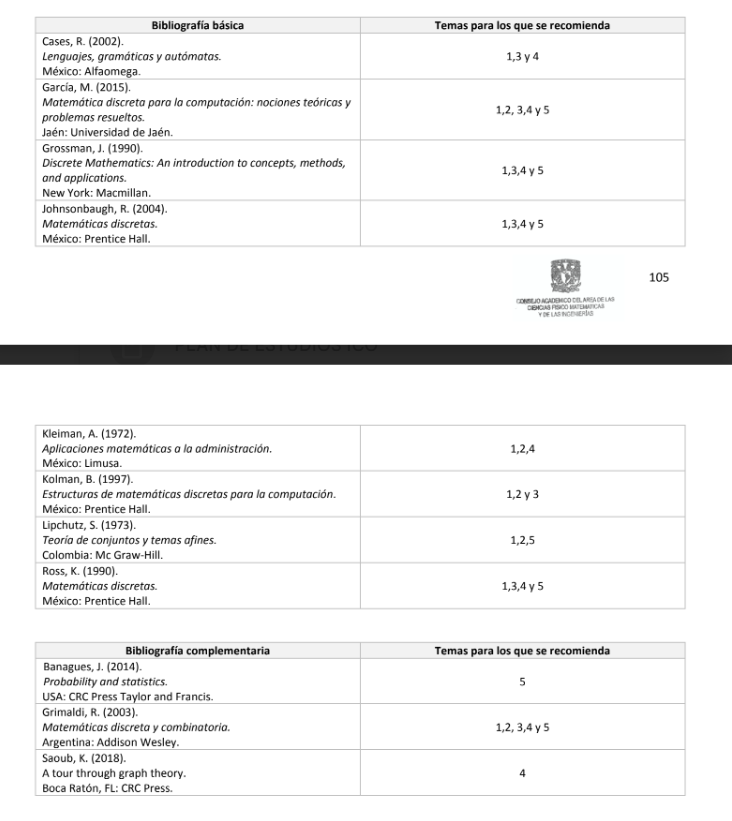 Bibliografía básica
Temas para los que se recomienda
Cases, R. (2002).
Lenguajes, gramáticas y autómatas.
México: Alfaomega.
1,3 y 4
García, M. (2015).
Matemática discreta para la computación: nociones teóricas y
problemas resueltos.
Jaén: Universidad de Jaén.
1,2, 3,4 y 5
Grossman, J. (1990).
Discrete Mathematics: An introduction to concepts, methods,
and applications.
New York: Macmillan.
1,3,4 y 5
Johnsonbaugh, R. (2004).
Matemáticas discretas.
México: Prentice Hall.
1,3,4 y 5
105
CONSEJO ACADÉMICO DEL ÁREA DE LAS
CIENCIAS FÍSICO MATEMÁTICAS
Y DE LAS INGENIERÍAS
Kleiman, A. (1972).
Aplicaciones matemáticas a la administración.
México: Limusa.
1,2,4
Kolman, B. (1997).
Estructuras de matemáticas discretas para la computación.
México: Prentice Hall.
1,2 y 3
Lipchutz, S. (1973).
Teoría de conjuntos y temas afines.
Colombia: Mc Graw-Hill.
1,2,5
Ross, K. (1990).
Matemáticas discretas.
México: Prentice Hall.
1,3,4 y 5
Bibliografía complementaria
Temas para los que se recomienda
Banagues, J. (2014).
Probability and statistics.
USA: CRC Press Taylor and Francis.
5
Grimaldi, R. (2003).
Matemáticas discreta y combinatoria.
Argentina: Addison Wesley.
1,2, 3,4 y 5
Saoub, K. (2018).
A tour through graph theory.
Boca Ratón, FL: CRC Press.
4